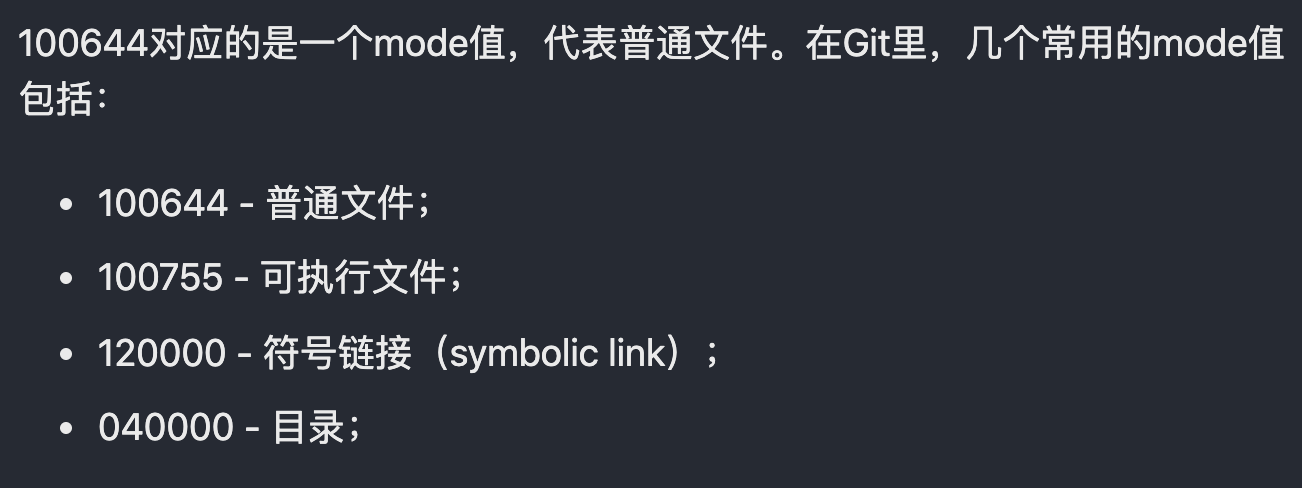 100644对应的是一个mode值，代表普通文件。在Git里，几个常用的mode值
包括：
• 100644 - 普通文件；
• 100755 - 可执行文件；
• 120000 - 符号链接（symbolic link）；
• 040000 - 目录；